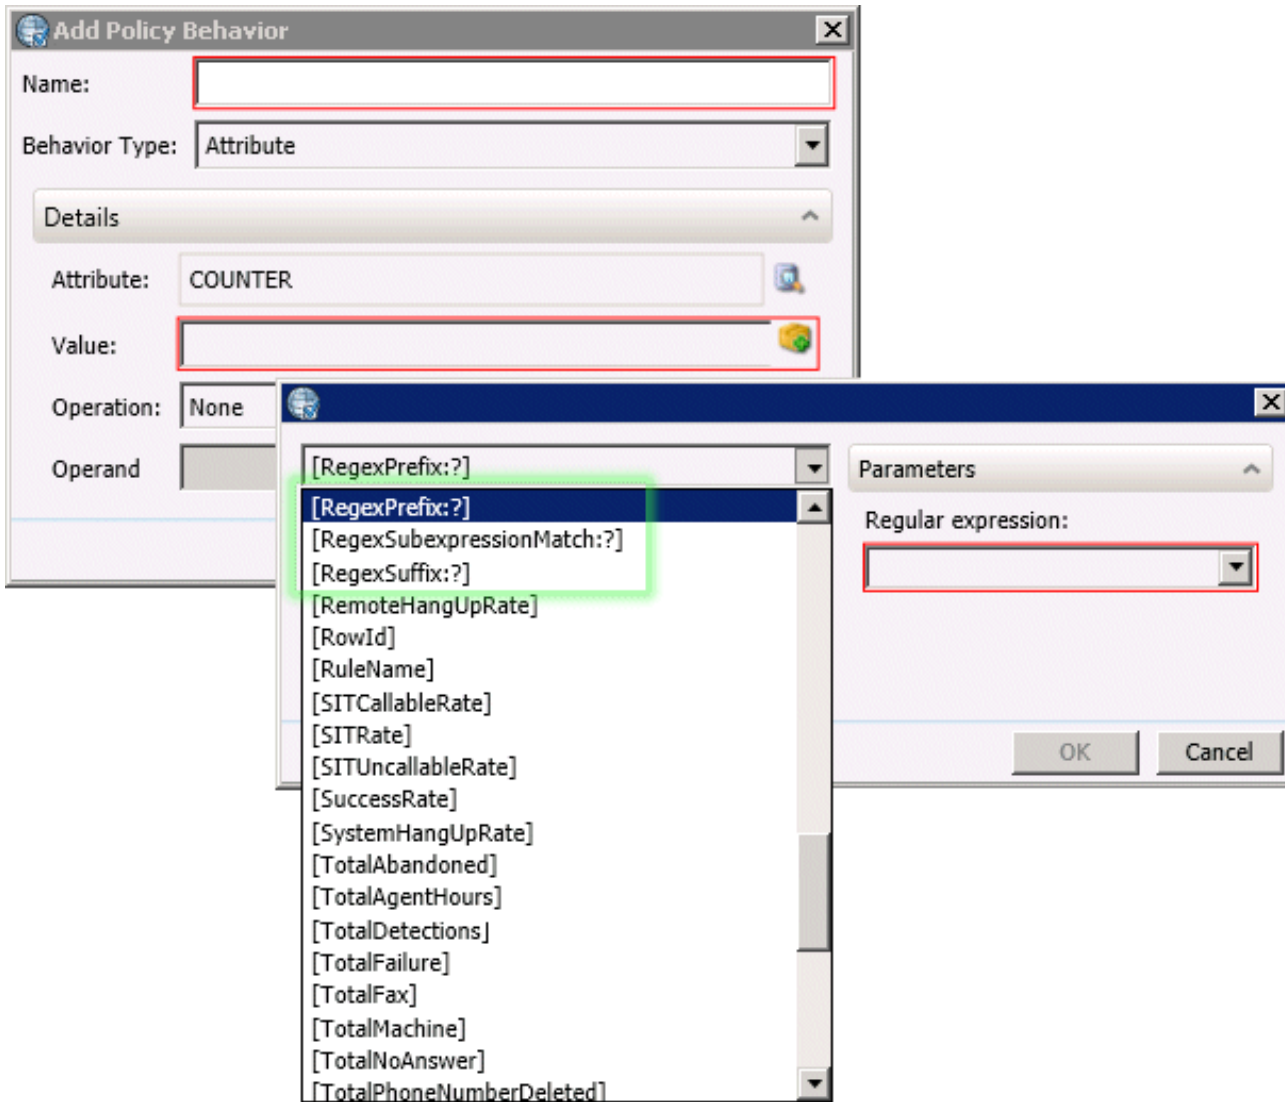 Add Policy Behavior
Name:
Behavior Type: Attribute
Details
Attribute: COUNTER
Value:
Operation: None
Operand
[RegexPrefix:?]
[RegexPrefix:?]
[RegexSubexpressionMatch:?]
[RegexSuffix:?]
[RemoteHangUpRate]
[RowId]
[RuleName]
[SITCallableRate]
[SITRate]
[SITUncallableRate]
[SuccessRate]
[SystemHangUpRate]
[TotalAbandoned]
[TotalAgentHours]
[TotalDetections]
[TotalFailure]
[TotalFax]
[TotalMachine]
[TotalNoAnswer]
[TotalPhoneNumberDeleted]
Parameters
Regular expression:
OK Cancel